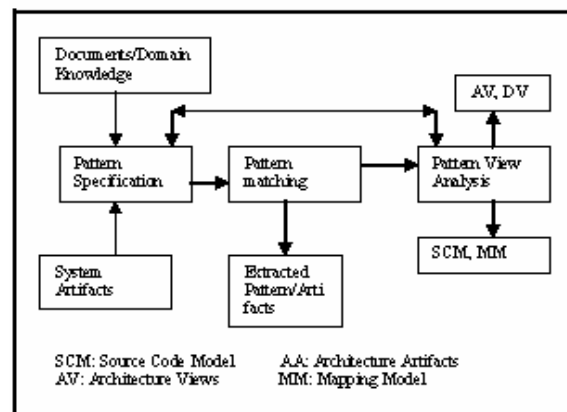 Documents/Domain
Knowledge
AV, DV
Pattern
Specification
Pattern
matching
Pattern View
Analysis
System
Artifacts
Extracted
Pattern/Arti
facts
SCM, MM
SCM: Source Code Model
AA: Architecture Artifacts
AV: Architecture Views
MM: Mapping Model